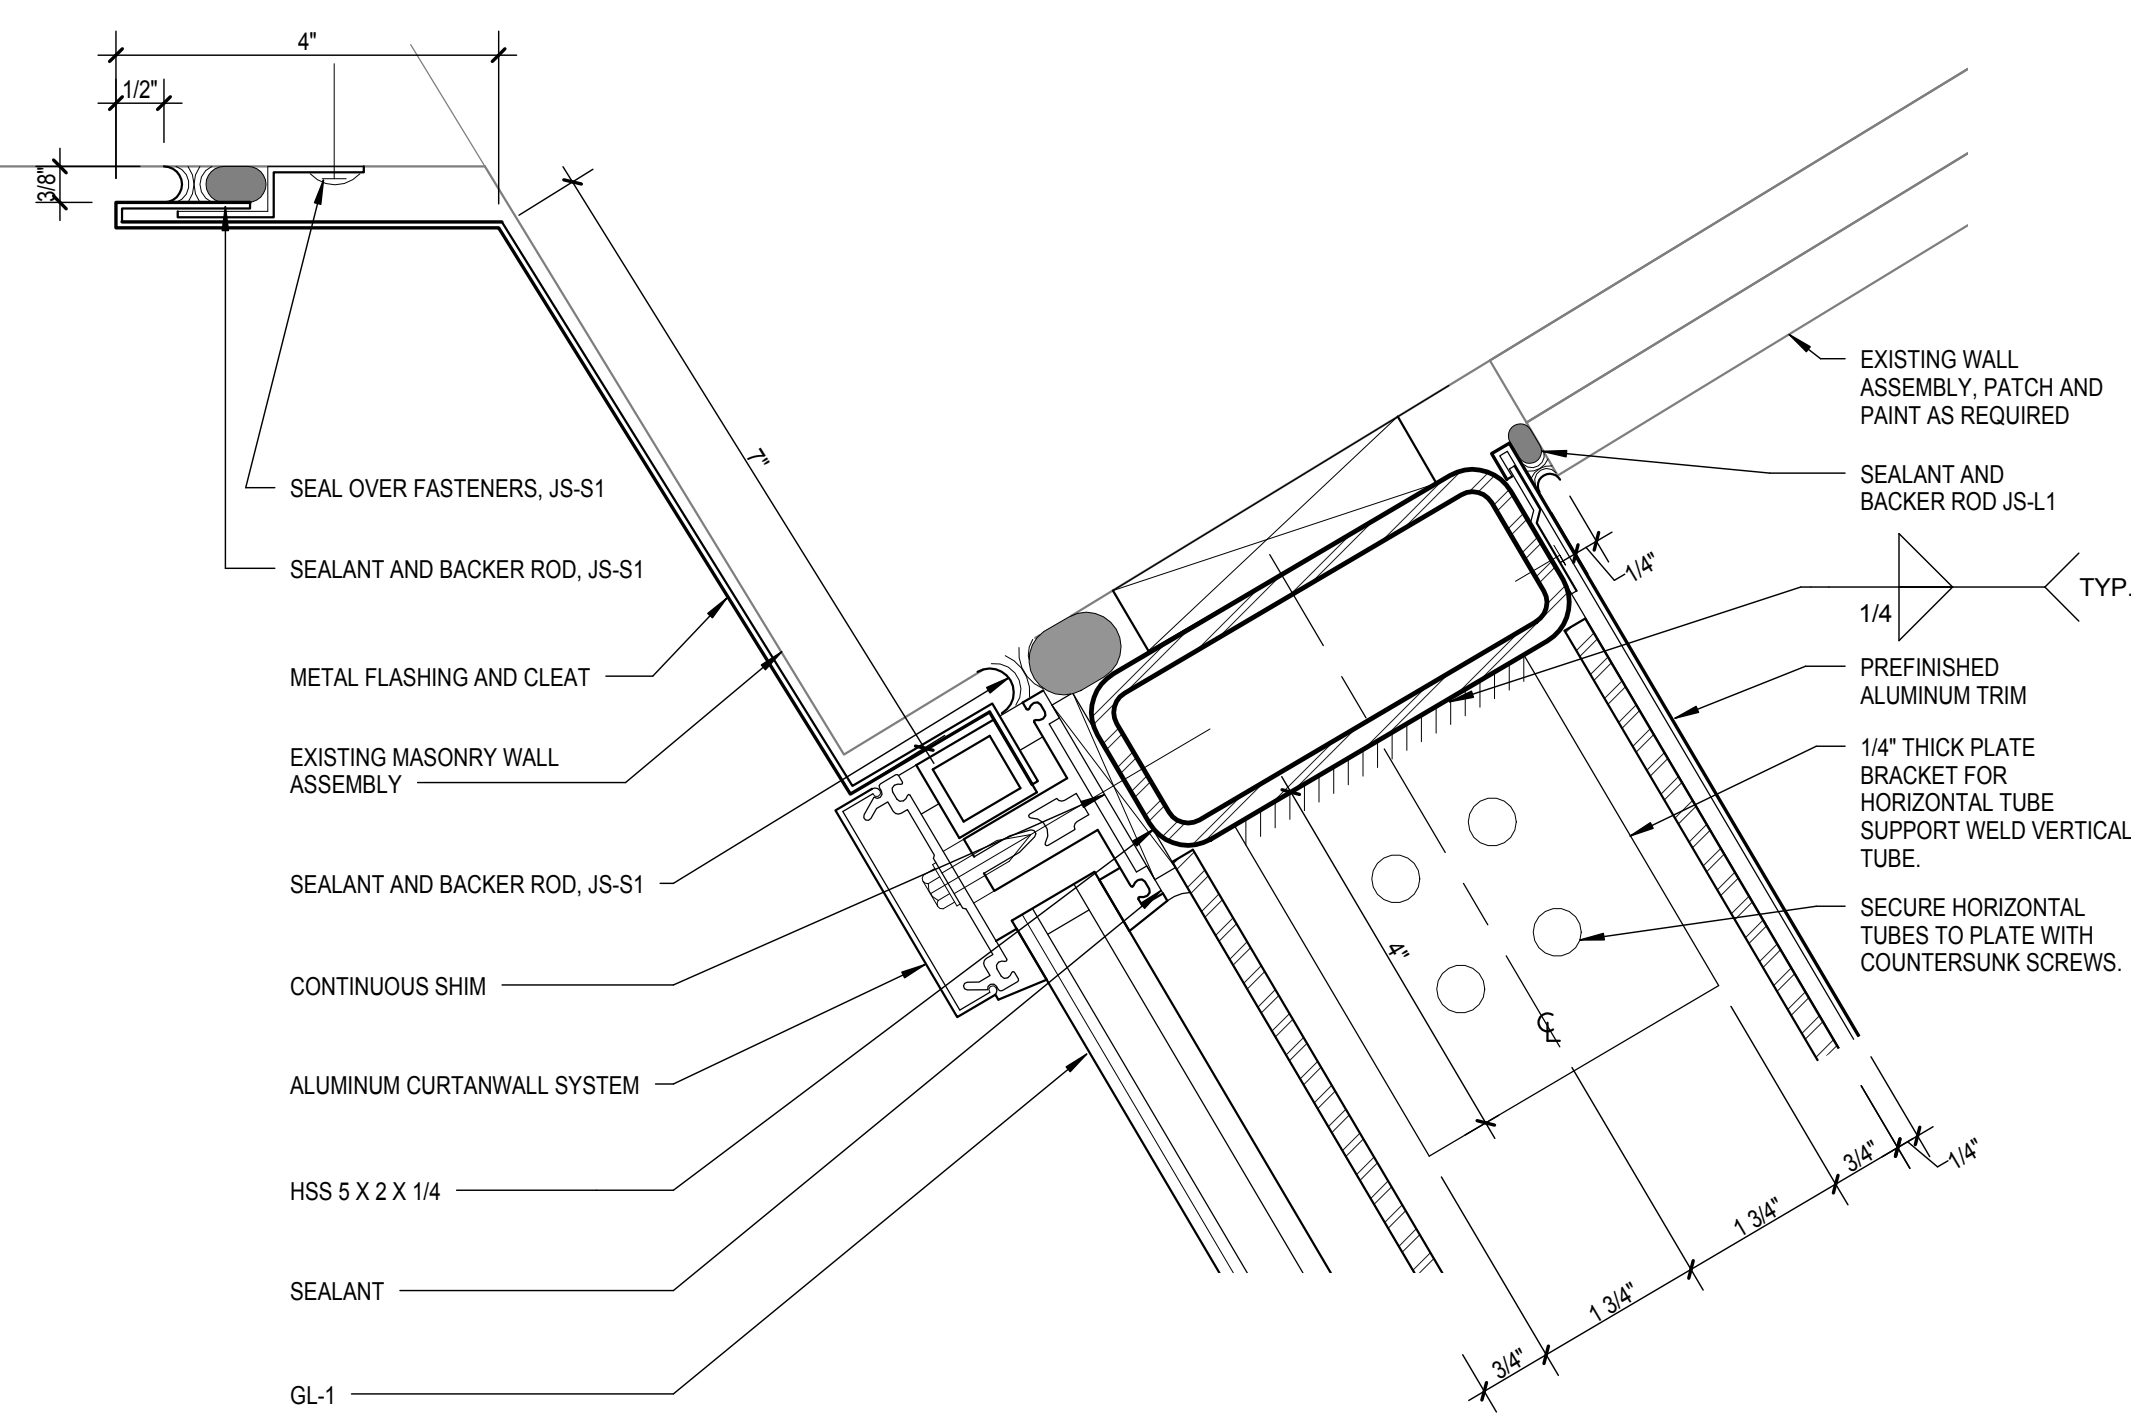 4"
1/2"
3/8"
7"
SEAL OVER FASTENERS, JS-S1
SEALANT AND BACKER ROD, JS-S1
METAL FLASHING AND CLEAT
EXISTING MASONRY WALL
ASSEMBLY
SEALANT AND BACKER ROD, JS-S1
CONTINUOUS SHIM
ALUMINUM CURTANWALL SYSTEM
HSS 5 X 2 X 1/4
SEALANT
GL-1
EXISTING WALL
ASSEMBLY, PATCH AND
PAINT AS REQUIRED
SEALANT AND
BACKER ROD JS-L1
1/4"
1/4
TYP.
PREFINISHED
ALUMINUM TRIM
1/4" THICK PLATE
BRACKET FOR
HORIZONTAL TUBE
SUPPORT WELD VERTICAL
TUBE.
SECURE HORIZONTAL
TUBES TO PLATE WITH
COUNTERSUNK SCREWS.
4"
CL
3/4"
1 3/4"
1 3/4"
3/4"
1/4"